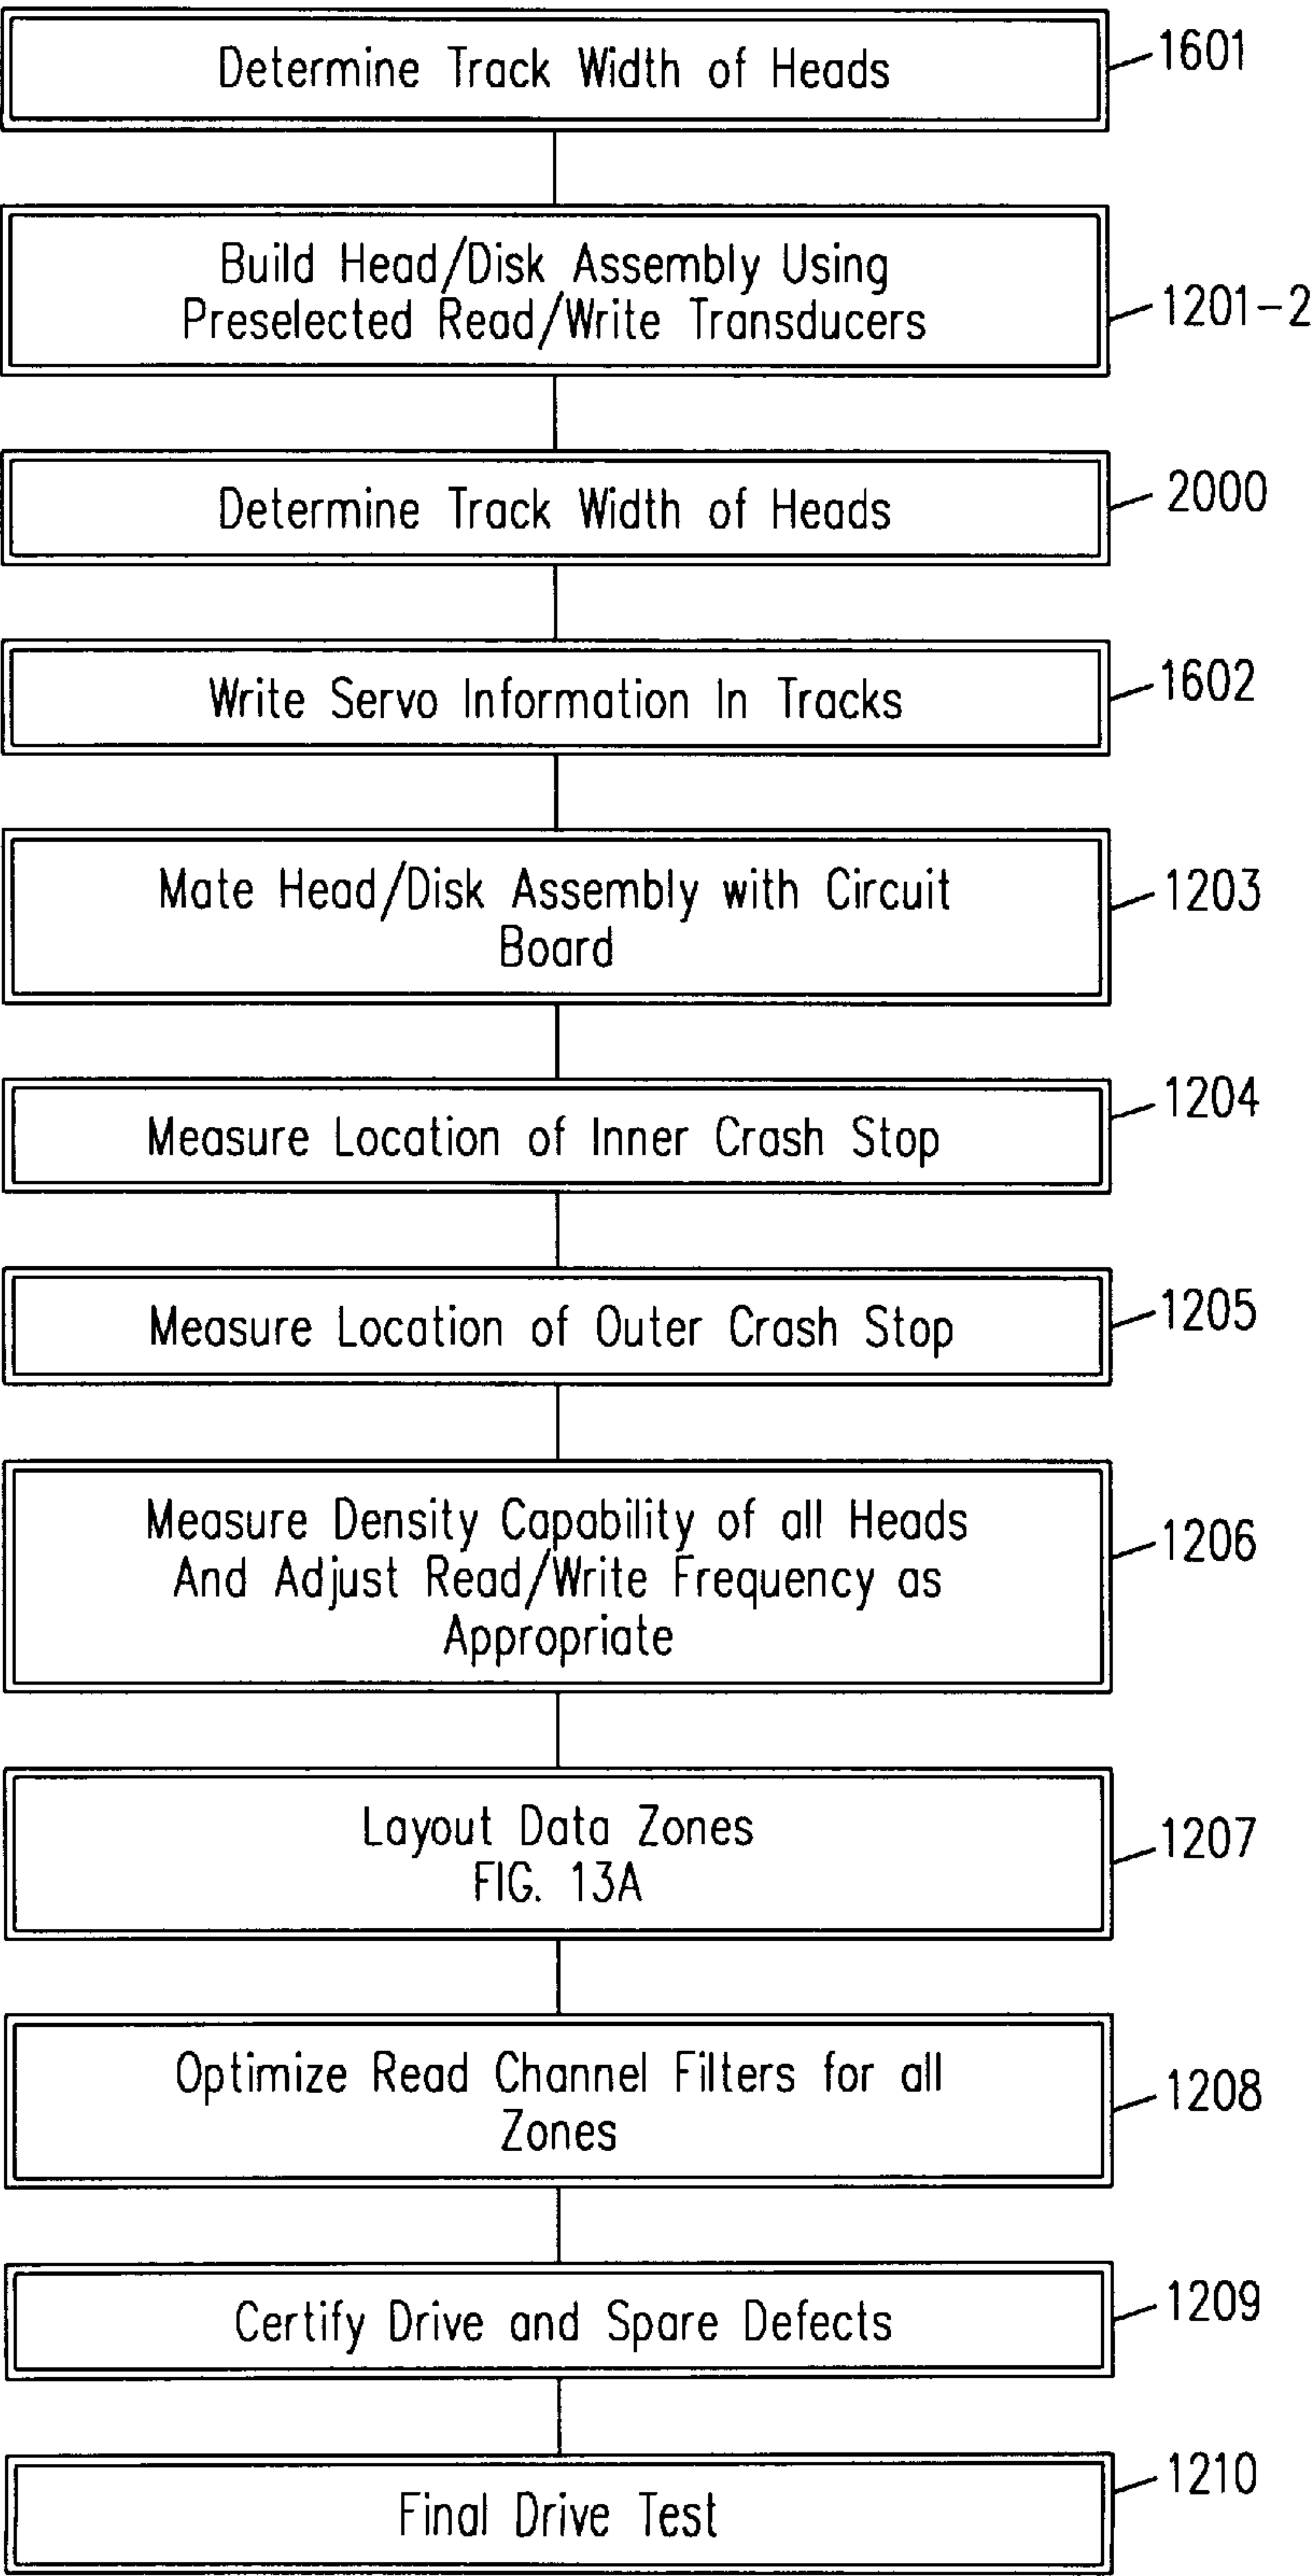 Determine Track Width of Heads
1601
Build Head/Disk Assembly Using
Preselected Read/Write Transducers
1201-2
Determine Track Width of Heads
2000
Write Servo Information In Tracks
1602
Mate Head/Disk Assembly with Circuit
Board
1203
Measure Location of Inner Crash Stop
1204
Measure Location of Outer Crash Stop
1205
Measure Density Capability of all Heads
And Adjust Read/Write Frequency as
Appropriate
1206
Layout Data Zones
FIG. 13A
1207
Optimize Read Channel Filters for all
Zones
1208
Certify Drive and Spare Defects
1209
Final Drive Test
1210